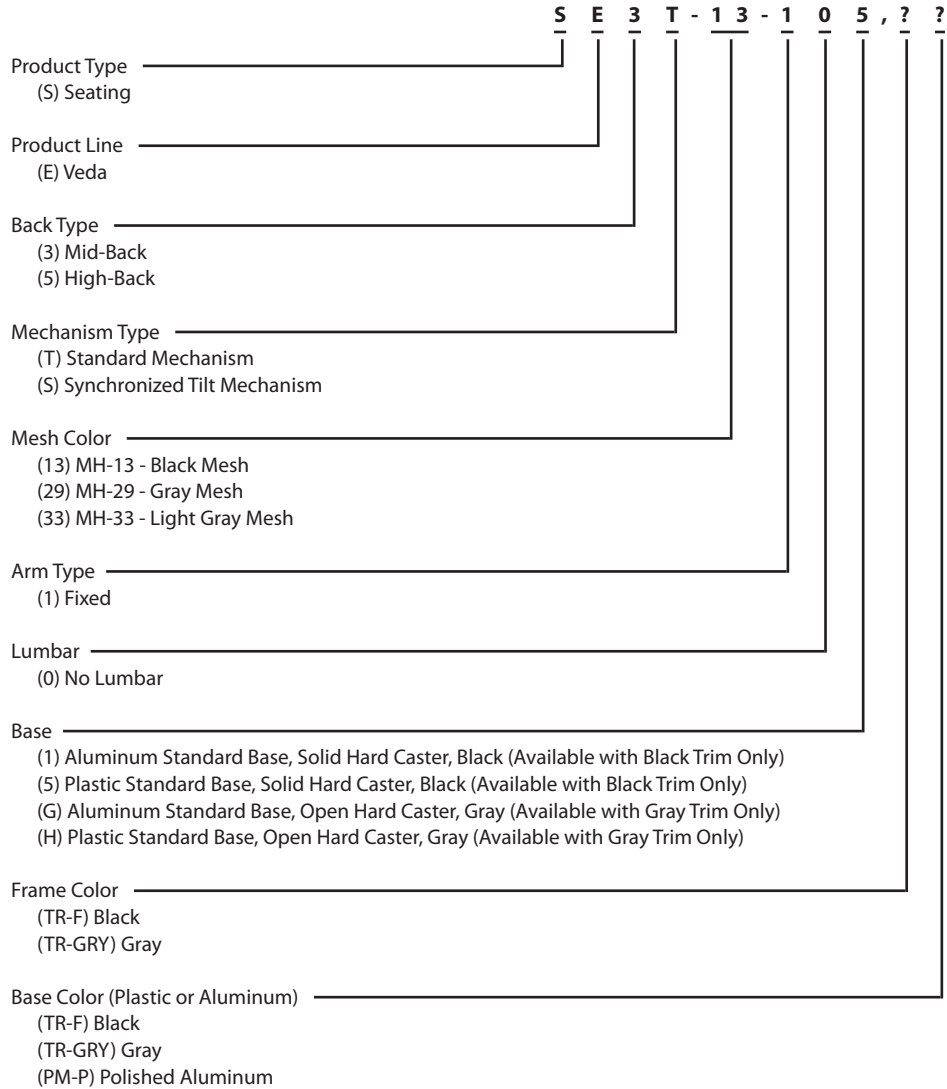 S E 3 T - 13 - 1 0 5 , ? ?
Product Type
(S) Seating
Product Line
(E) Veda
Back Type
(3) Mid-Back
(5) High-Back
Mechanism Type
(T) Standard Mechanism
(S) Synchronized Tilt Mechanism
Mesh Color
(13) MH-13 - Black Mesh
(29) MH-29 - Gray Mesh
(33) MH-33 - Light Gray Mesh
Arm Type
(1) Fixed
Lumbar
(0) No Lumbar
Base
(1) Aluminum Standard Base, Solid Hard Caster, Black (Available with Black Trim Only)
(5) Plastic Standard Base, Solid Hard Caster, Black (Available with Black Trim Only)
(G) Aluminum Standard Base, Open Hard Caster, Gray (Available with Gray Trim Only)
(H) Plastic Standard Base, Open Hard Caster, Gray (Available with Gray Trim Only)
Frame Color
(TR-F) Black
(TR-GRY) Gray
Base Color (Plastic or Aluminum)
(TR-F) Black
(TR-GRY) Gray
(PM-P) Polished Aluminum